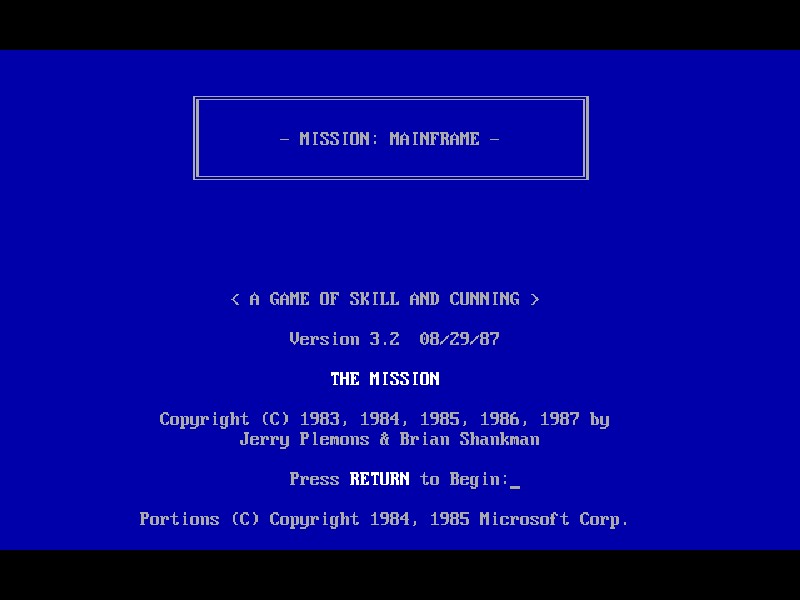 - MISSION: MAINFRAME -
< A GAME OF SKILL AND CUNNING >
Version 3.2  08/29/87
THE MISSION
Copyright (C) 1983, 1984, 1985, 1986, 1987 by
Jerry Plemons & Brian Shankman
Press RETURN to Begin:_
Portions (C) Copyright 1984, 1985 Microsoft Corp.